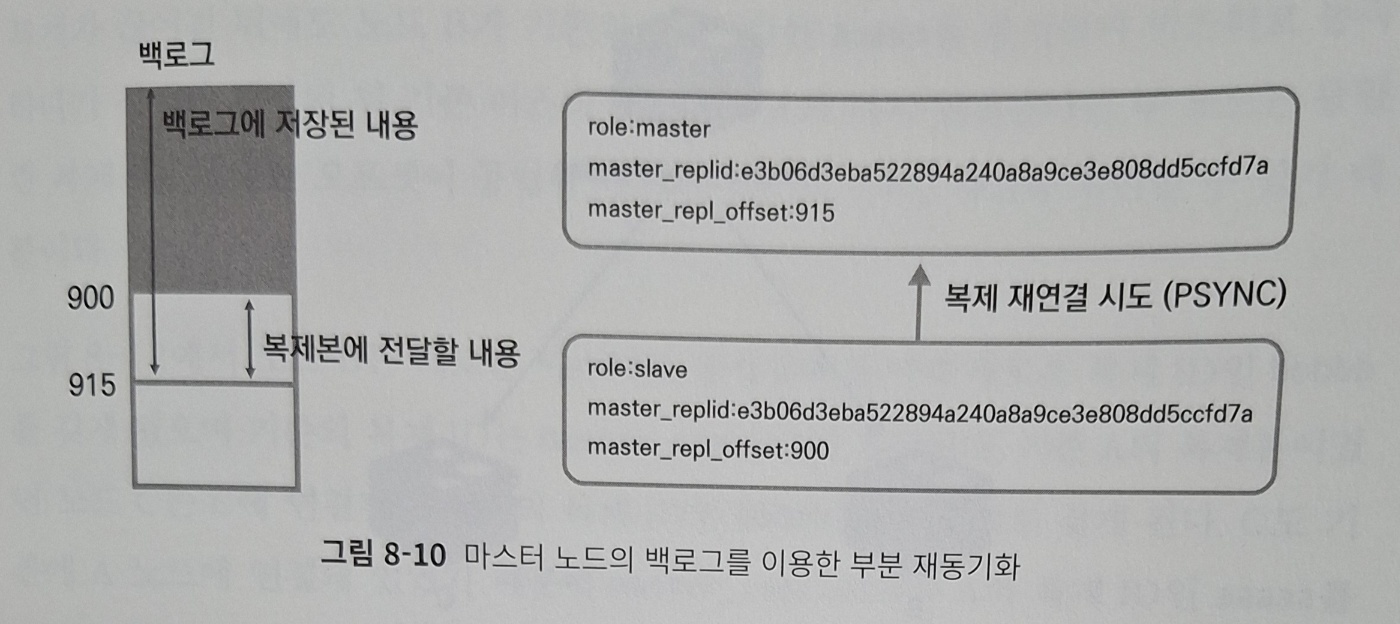 백로그
백로그에 저장된 내용
900
복제본에 전달할 내용
915
role:master
master_replid:e3b06d3eba522894a240a8a9ce3e808dd5ccfd7a
master_repl_offset:915
복제 재연결 시도 (PSYNC)
role:slave
master_replid:e3b06d3eba522894a240a8a9ce3e808dd5ccfd7a
master_repl_offset:900
그림 8-10 마스터 노드의 백로그를 이용한 부분 재동기화